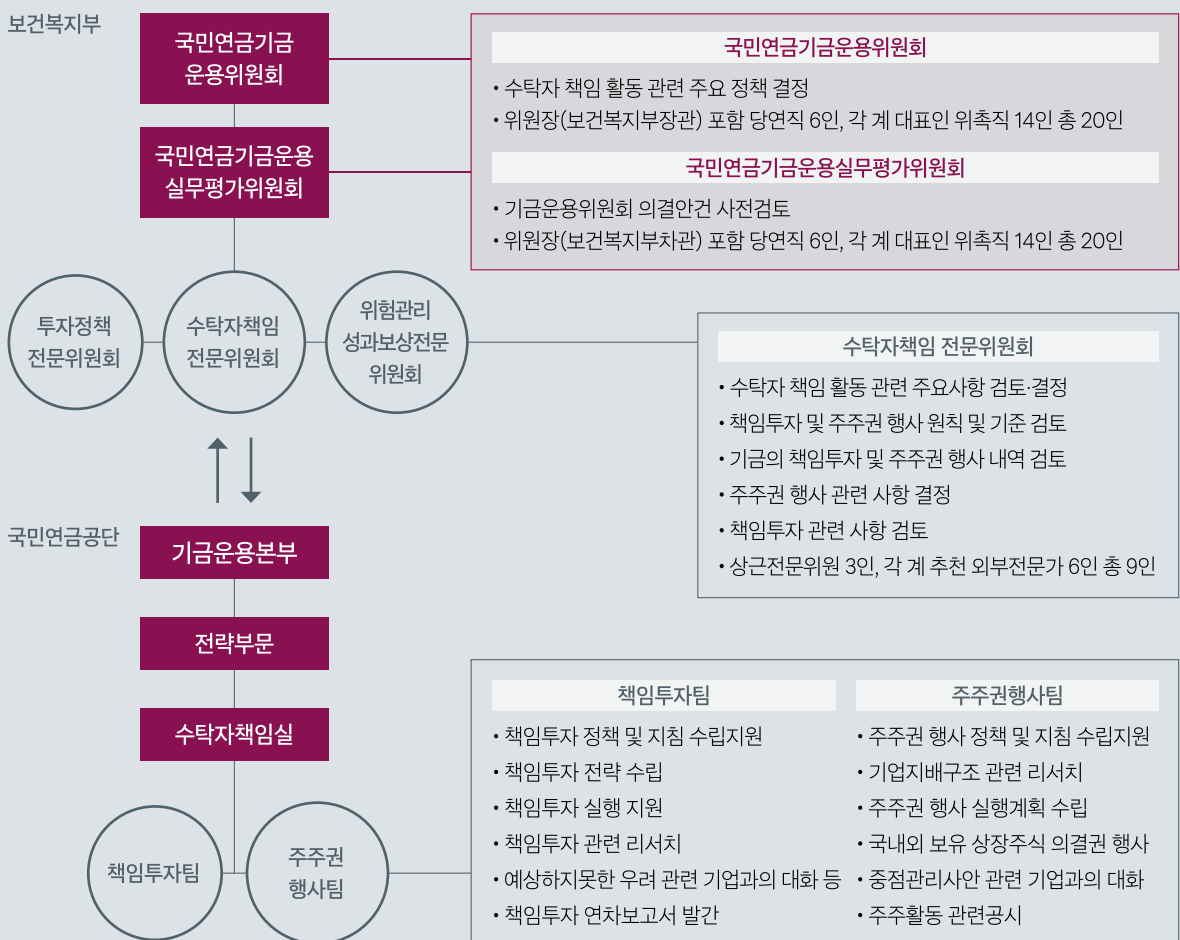 보건복지부
국민연금기금
운용위원회
국민연금기금운용
실무평가위원회
국민연금기금운용위원회
• 수탁자 책임 활동 관련 주요 정책 결정
• 위원장(보건복지부장관) 포함 당연직 6인, 각 계 대표인 위촉직 14인 총 20인
국민연금기금운용실무평가위원회
• 기금운용위원회 의결안건 사전검토
• 위원장(보건복지부차관) 포함 당연직 6인, 각 계 대표인 위촉직 14인 총 20인
투자정책
전문위원회
수탁자책임
전문위원회
위험관리
성과보상전문
위원회
수탁자책임 전문위원회
• 수탁자 책임 활동 관련 주요사항 검토·결정
• 책임투자 및 주주권 행사 원칙 및 기준 검토
• 기금의 책임투자 및 주주권 행사 내역 검토
• 주주권 행사 관련 사항 결정
• 책임투자 관련 사항 검토
• 상근전문위원 3인, 각 계 추천 외부전문가 6인 총 9인
국민연금공단
기금운용본부
전략부문
수탁자책임실
책임투자팀
주주권
행사팀
책임투자팀
• 책임투자 정책 및 지침 수립지원
• 책임투자 전략 수립
• 책임투자 실행 지원
• 책임투자 관련 리서치
• 예상하지못한 우려 관련 기업과의 대화 등
• 책임투자 연차보고서 발간
주주권행사팀
• 주주권 행사 정책 및 지침 수립지원
• 기업지배구조 관련 리서치
• 주주권 행사 실행계획 수립
• 국내외 보유 상장주식 의결권 행사
• 중점관리사안 관련 기업과의 대화
• 주주활동 관련공시